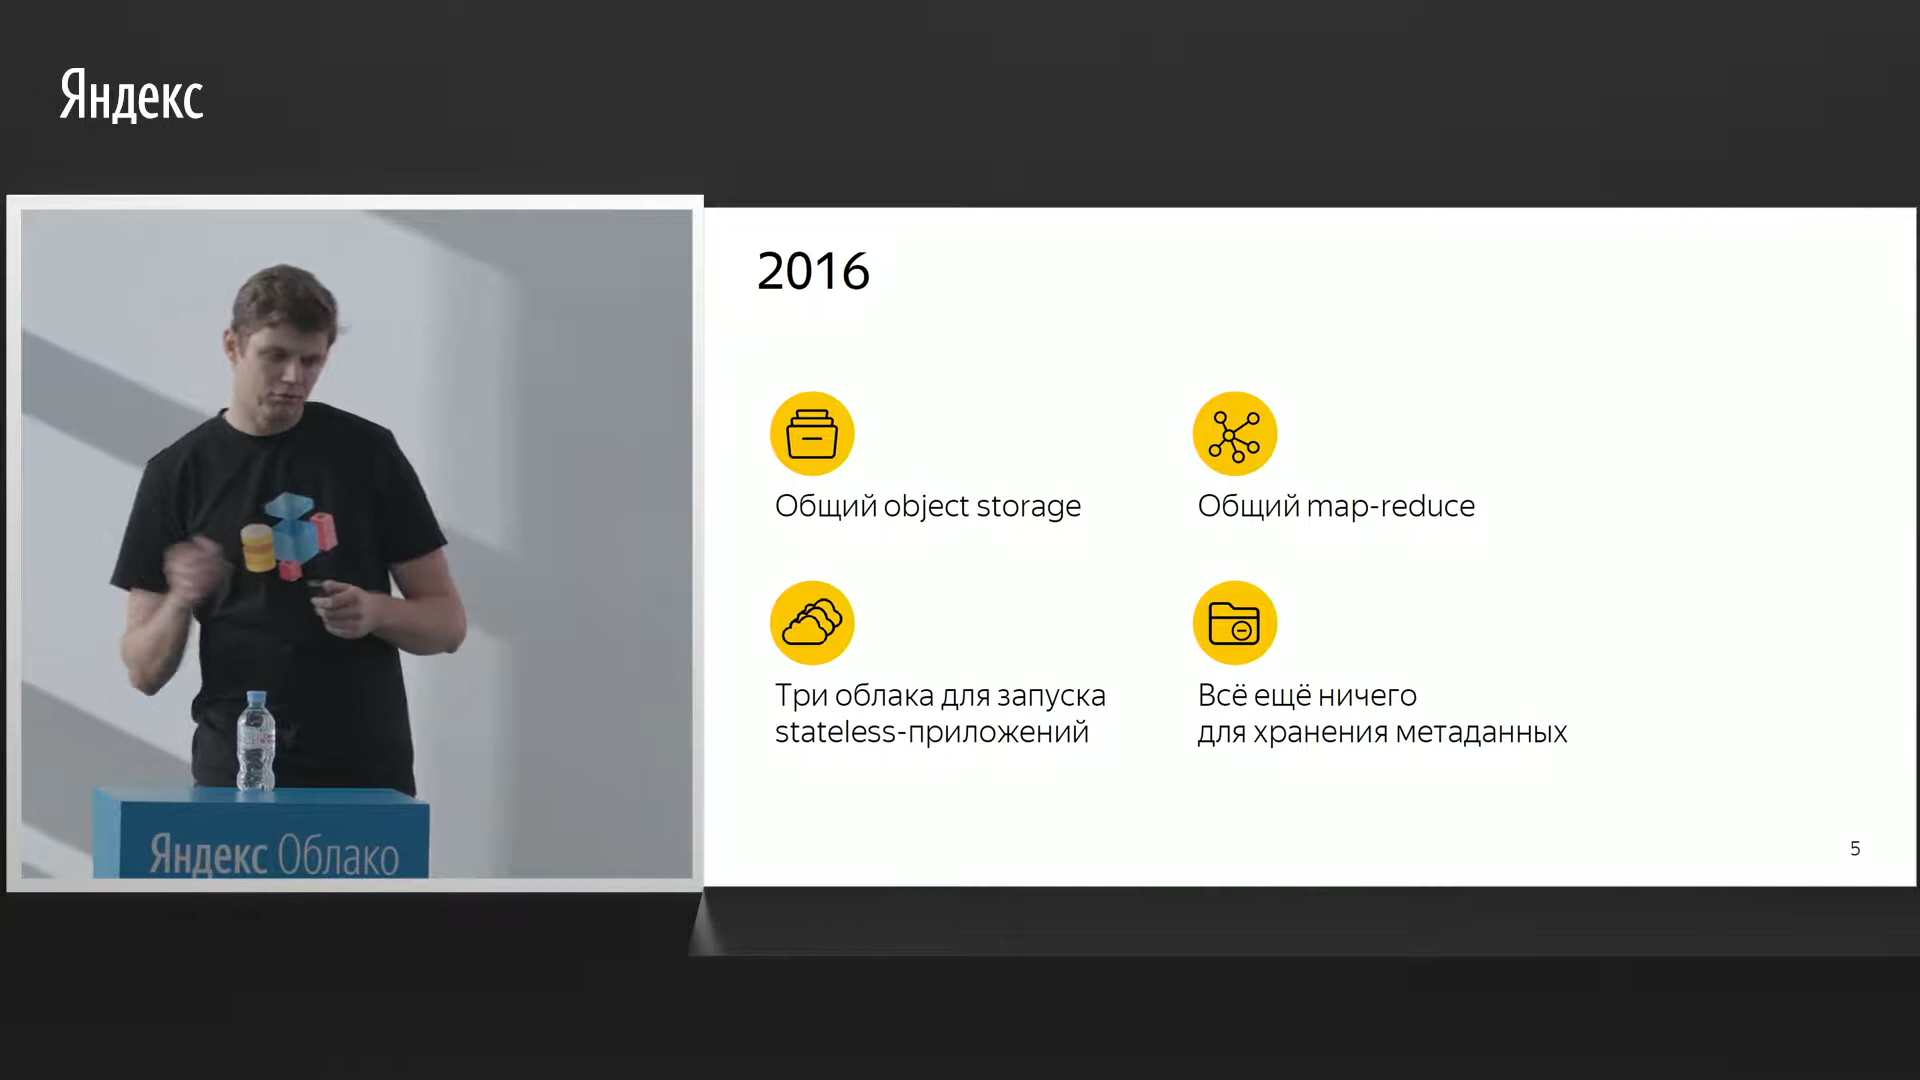 Яндекс
2016
Общий object storage
Общий map-reduce
Три облака для запуска
stateless-приложений
Всё ещё ничего
для хранения метаданных
5
Яндекс Облако